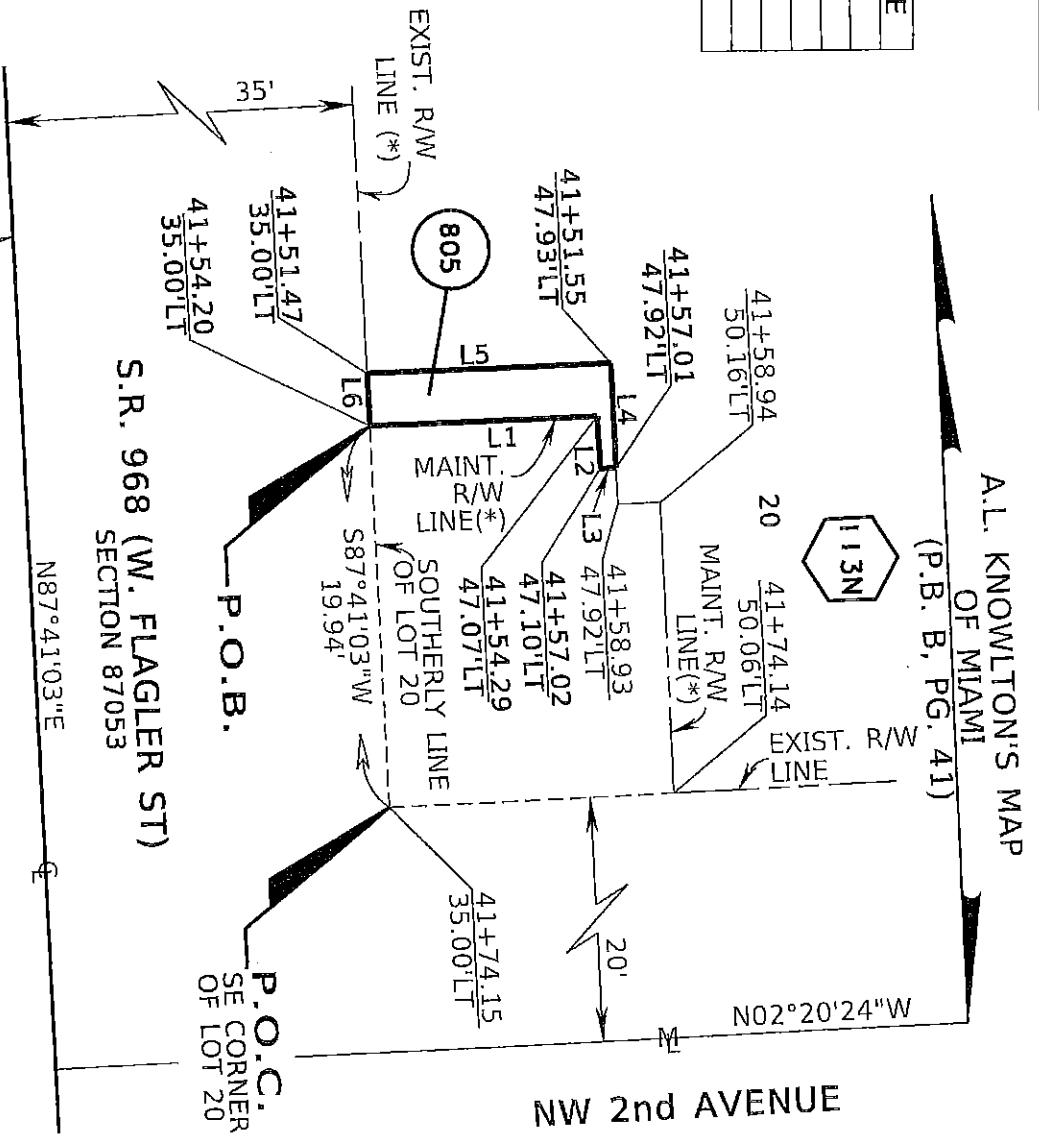 E
A.L. KNOWLTON'S MAP
OF MIAMI
(P.B. B, PG. 41)
EXIST. R/W
LINE (*)
35'
805
41+51.55
47.93'LT
41+57.01
47.92'LT
41+58.94
50.16'LT
20
1113N
41+74.14
50.06'LT
MAINT. R/W
LINE(*)
EXIST. R/W
LINE
41+51.47
35.00'LT
41+54.20
35.00'LT
L5
L6
L4
L1
L2
L3
MAINT.
R/W
LINE(*)
41+58.93
47.92'LT
41+57.02
47.10'LT
41+54.29
47.07'LT
SOUTHERLY LINE
OF LOT 20
S87°41'03"W
19.94'
41+74.15
35.00'LT
20'
N02°20'24"W
ML
NW 2nd AVENUE
P.O.B.
P.O.C.
SE CORNER
OF LOT 20
S.R. 968 (W. FLAGLER ST)
SECTION 87053
N87°41'03"E
CL